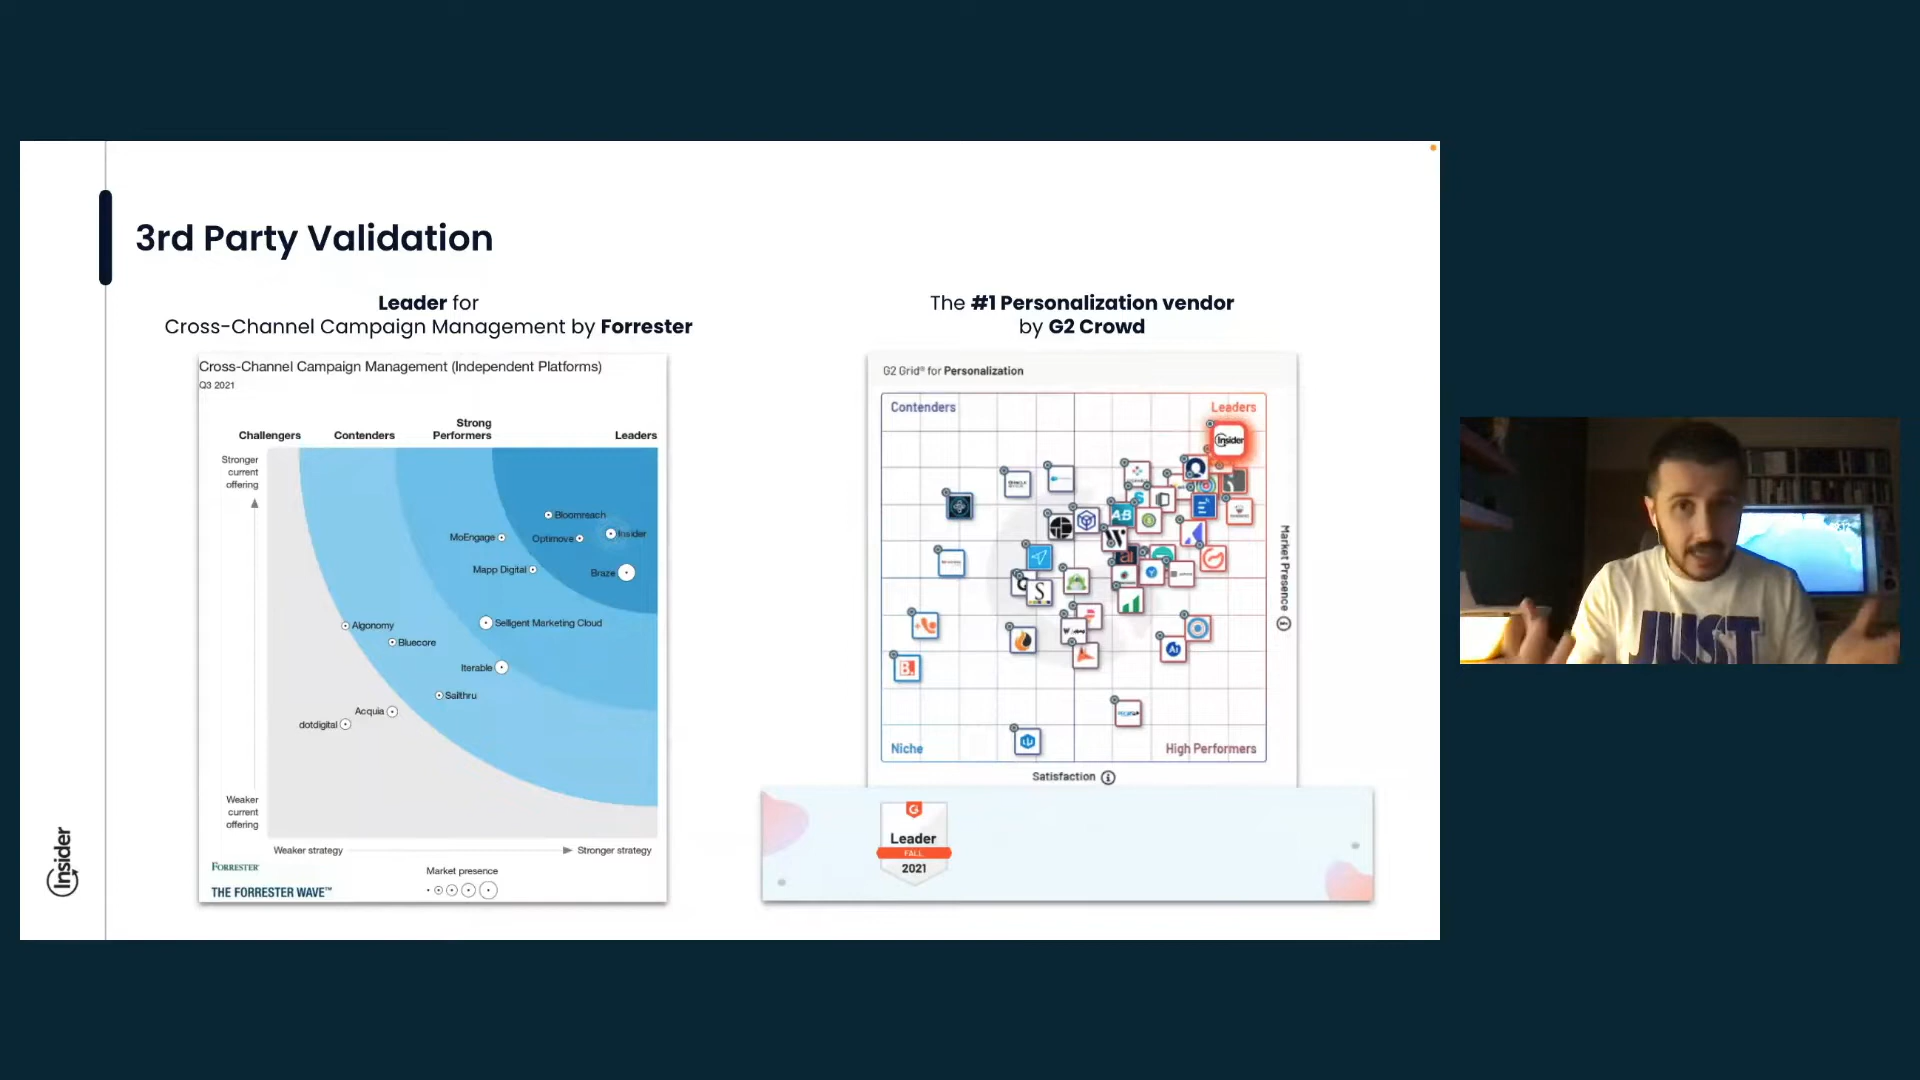 3rd Party Validation
Leader for
Cross-Channel Campaign Management by Forrester
Cross-Channel Campaign Management (Independent Platforms)
Q3 2021
Challengers
Contenders
Strong
Performers
Leaders
Stronger
current
offering
Bloomreach
MoEngage
Optimove
Insider
Mapp Digital
Braze
Algonomy
Selligent Marketing Cloud
Bluecore
Iterable
Sailthru
Acquia
dotdigital
Weaker
current
offering
Weaker strategy
Stronger strategy
FORRESTER
Market presence
THE FORRESTER WAVE™
The #1 Personalization vendor
by G2 Crowd
G2 Grid® for Personalization
Contenders
Leaders
Insider
AB
Market Presence
Niche
High Performers
Satisfaction
Leader
FALL
2021
Insider
JUST